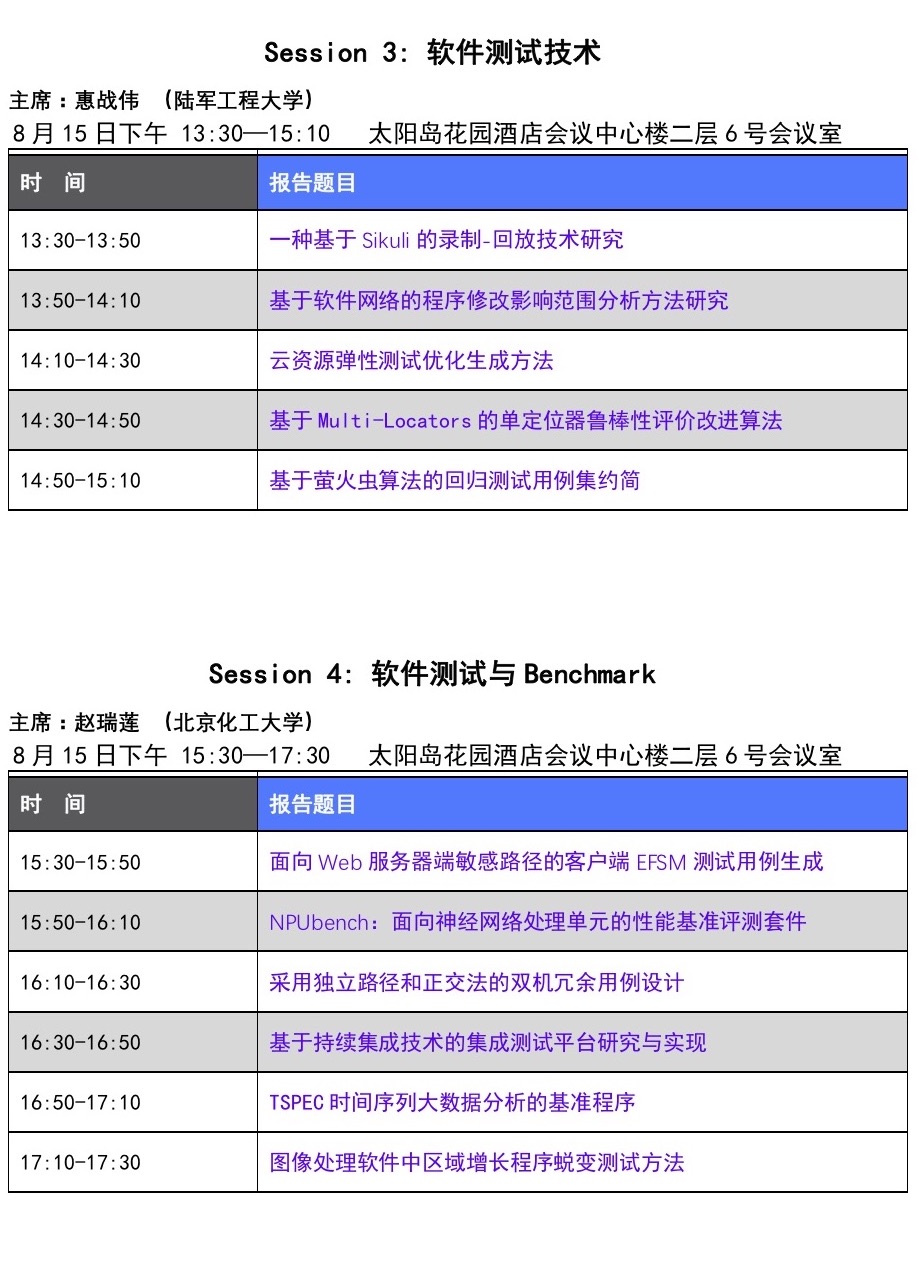 Session 3: 软件测试技术
主席：惠战伟 （陆军工程大学）
8月15日下午 13:30—15:10 太阳岛花园酒店会议中心楼二层6号会议室
时 间 报告题目
13:30-13:50 一种基于 Sikuli 的录制-回放技术研究
13:50-14:10 基于软件网络的程序修改影响范围分析方法研究
14:10-14:30 云资源弹性测试优化生成方法
14:30-14:50 基于 Multi-Locators 的单定位器鲁棒性评价改进算法
14:50-15:10 基于萤火虫算法的回归测试用例集约简
Session 4: 软件测试与 Benchmark
主席：赵瑞莲 （北京化工大学）
8月15日下午 15:30—17:30 太阳岛花园酒店会议中心楼二层6号会议室
时 间 报告题目
15:30-15:50 面向 Web 服务器端敏感路径的客户端 EFSM 测试用例生成
15:50-16:10 NPUbench：面向神经网络处理单元的性能基准评测套件
16:10-16:30 采用独立路径和正交法的双机冗余用例设计
16:30-16:50 基于持续集成技术的集成测试平台研究与实现
16:50-17:10 TSPEC 时间序列大数据分析的基准程序
17:10-17:30 图像处理软件中区域增长程序蜕变测试方法